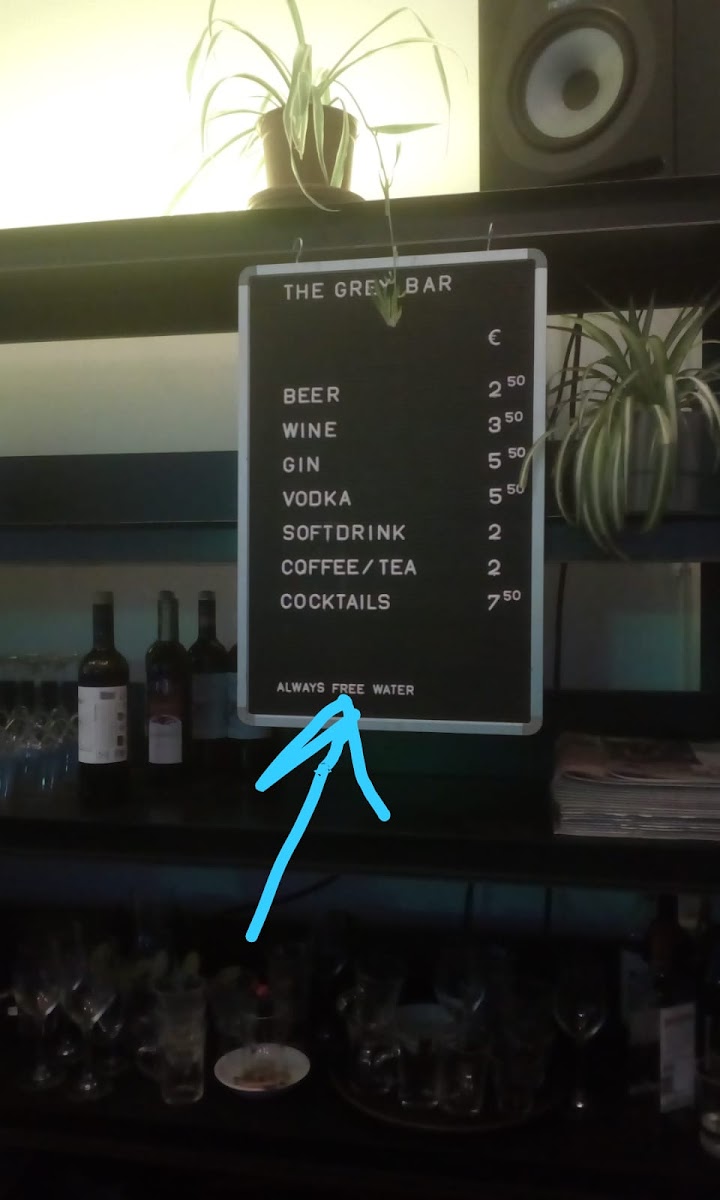 THE GREY BAR
€
BEER 2 50
WINE 3 50
GIN 5 50
VODKA 5 50
SOFTDRINK 2
COFFEE/TEA 2
COCKTAILS 7 50
ALWAYS FREE WATER